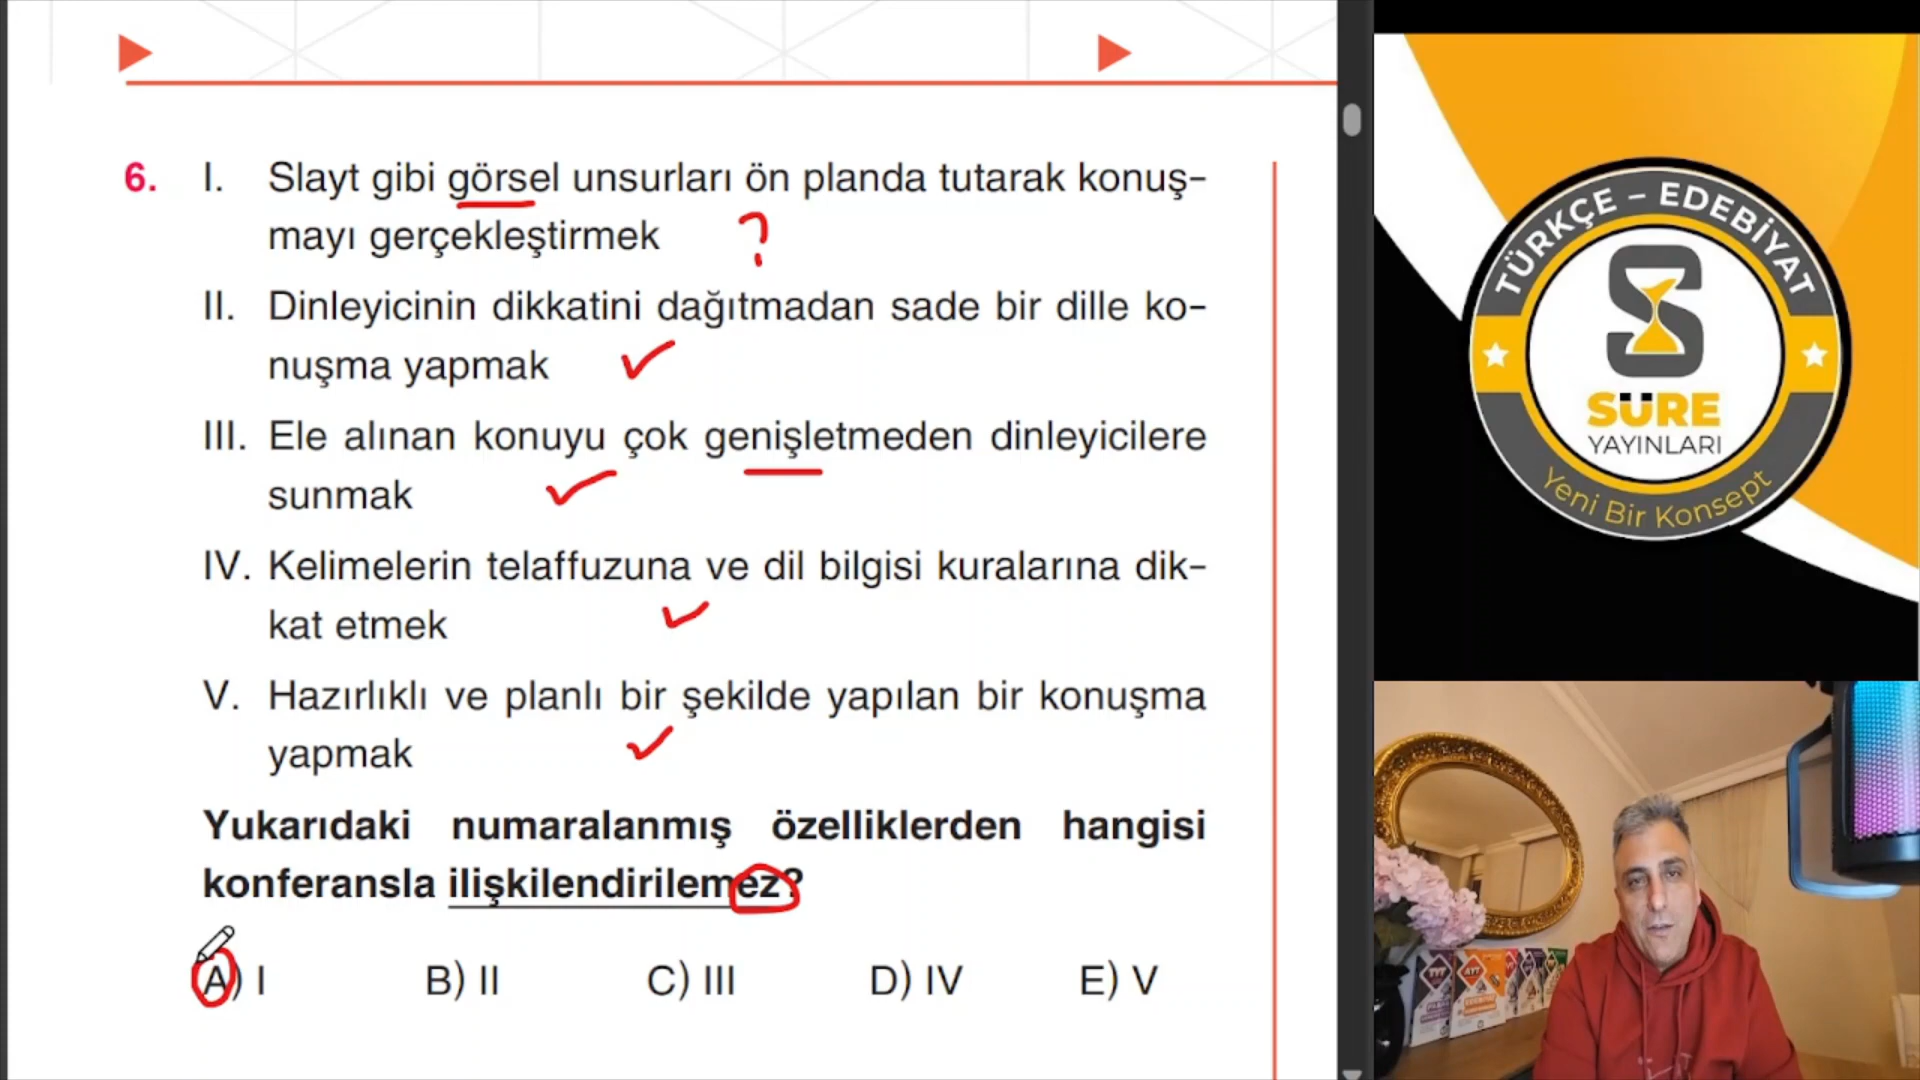 6. I. Slayt gibi görsel unsurları ön planda tutarak konuş-
mayı gerçekleştirmek ?
II. Dinleyicinin dikkatini dağıtmadan sade bir dille ko-
nuşma yapmak ✓
III. Ele alınan konuyu çok genişletmeden dinleyicilere
sunmak ✓
IV. Kelimelerin telaffuzuna ve dil bilgisi kuralarına dik-
kat etmek ✓
V. Hazırlıklı ve planlı bir şekilde yapılan bir konuşma
yapmak ✓
Yukarıdaki numaralanmış özelliklerden hangisi
konferansla ilişkilendirilemez?
A) I B) II C) III D) IV E) V
TÜRKÇE – EDEBİYAT
S
SÜRE
YAYINLARI
Yeni Bir Konsept
TYT
AYT